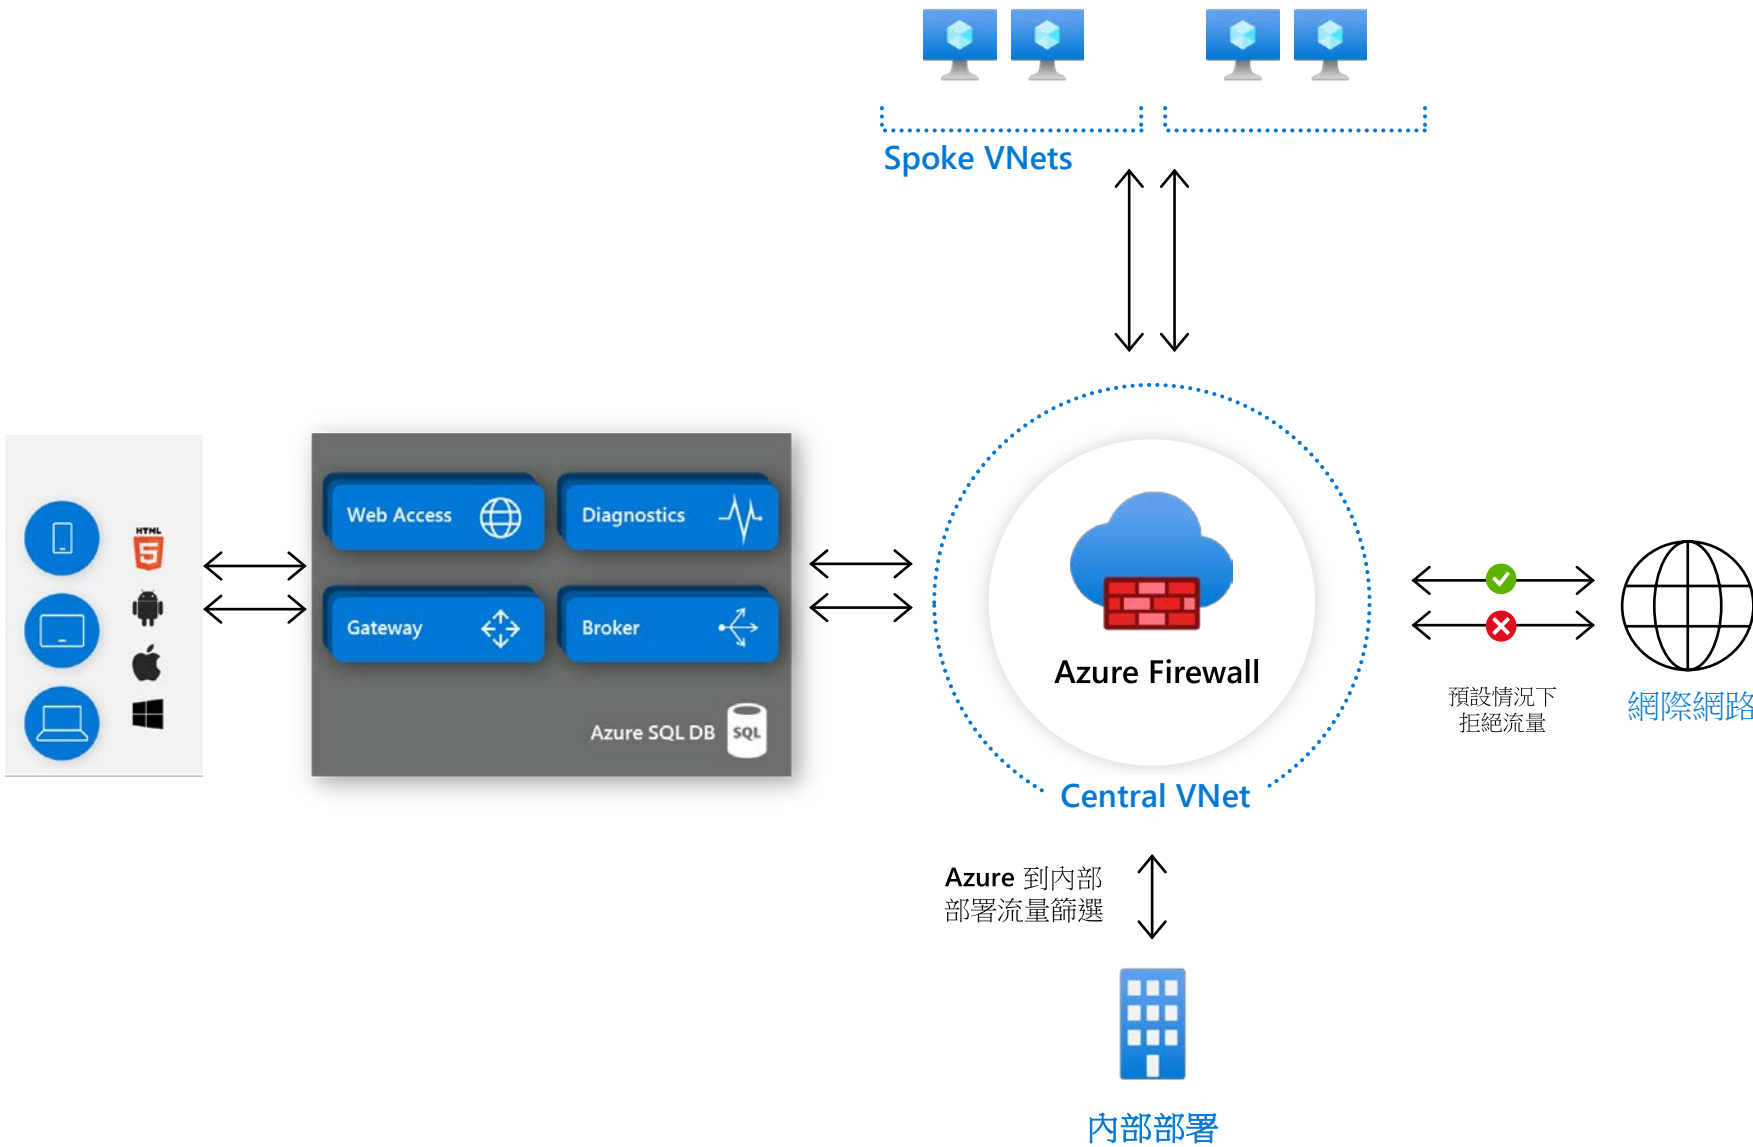 Spoke VNets
HTML
5
Web Access
Diagnostics
Gateway
Broker
Azure SQL DB
SQL
Azure Firewall
Central VNet
預設情況下
拒絕流量
網際網路
Azure 到內部
部署流量篩選
內部部署